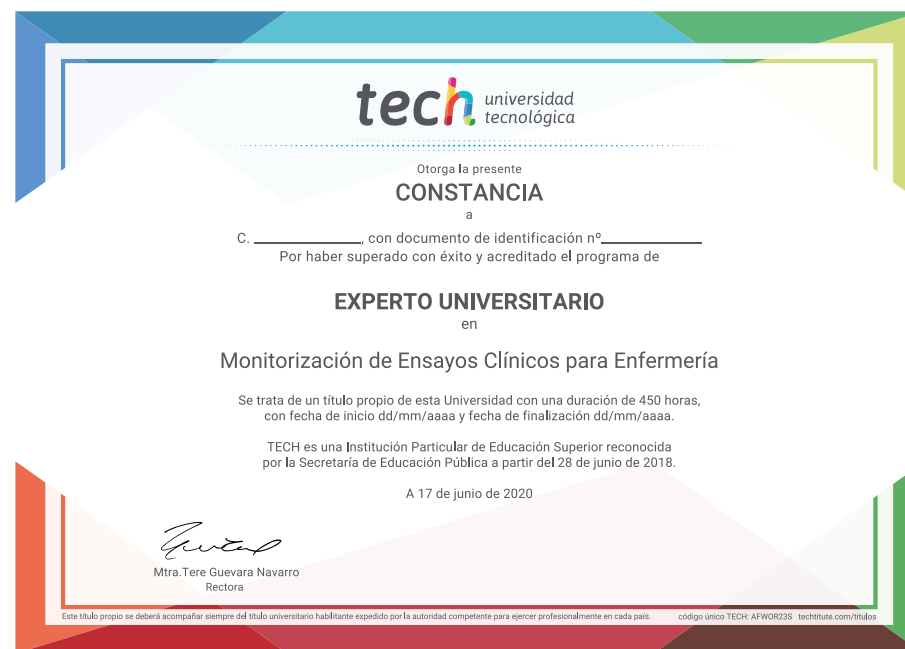 tech universidad
tecnológica
Otorga la presente
CONSTANCIA
a
C. ____________, con documento de identificación nº____________
Por haber superado con éxito y acreditado el programa de
EXPERTO UNIVERSITARIO
en
Monitorización de Ensayos Clínicos para Enfermería
Se trata de un título propio de esta Universidad con una duración de 450 horas,
con fecha de inicio dd/mm/aaaa y fecha de finalización dd/mm/aaaa.
TECH es una Institución Particular de Educación Superior reconocida
por la Secretaría de Educación Pública a partir del 28 de junio de 2018.
A 17 de junio de 2020
Mtra.Tere Guevara Navarro
Rectora
Este título propio se deberá acompañar siempre del título universitario habilitante expedido por la autoridad competente para ejercer profesionalmente en cada país. código único TECH: AFWOR23S techtitute.com/titulos